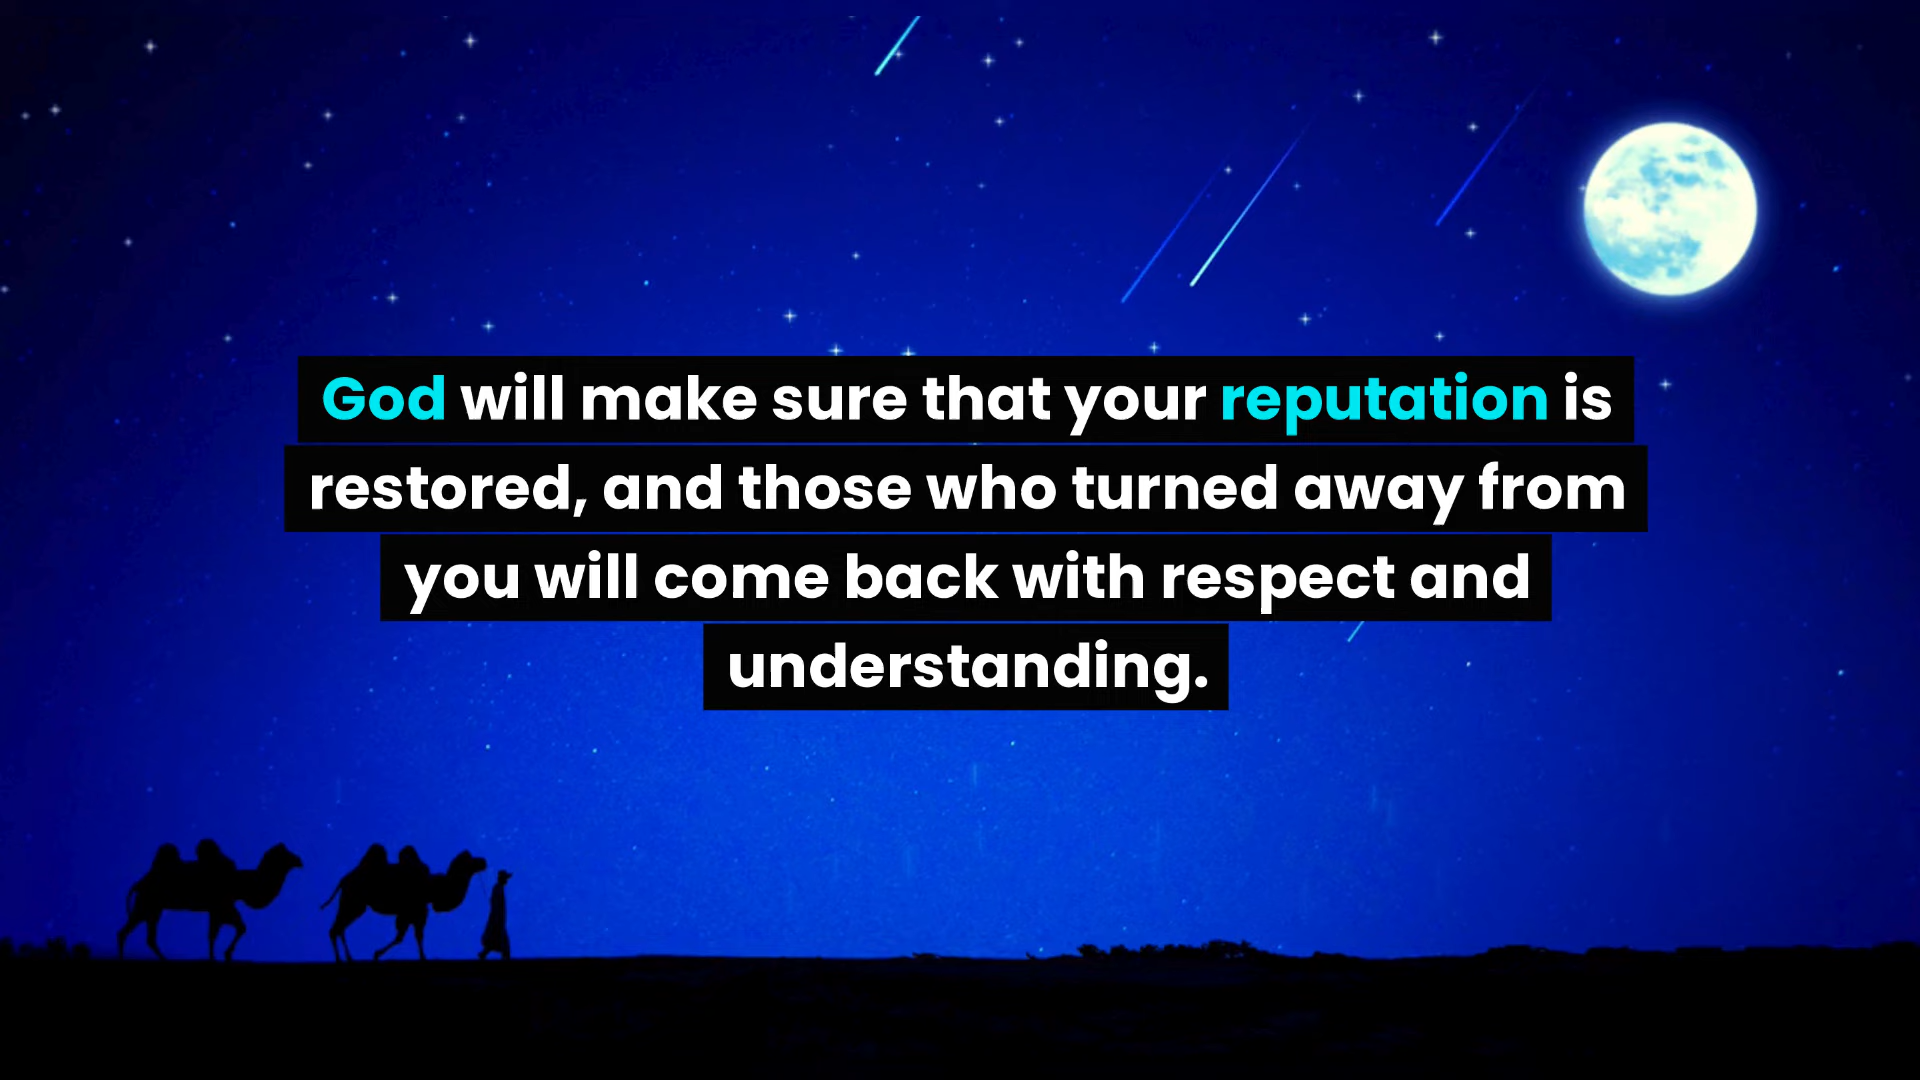 God will make sure that your reputation is
restored, and those who turned away from
you will come back with respect and
understanding.